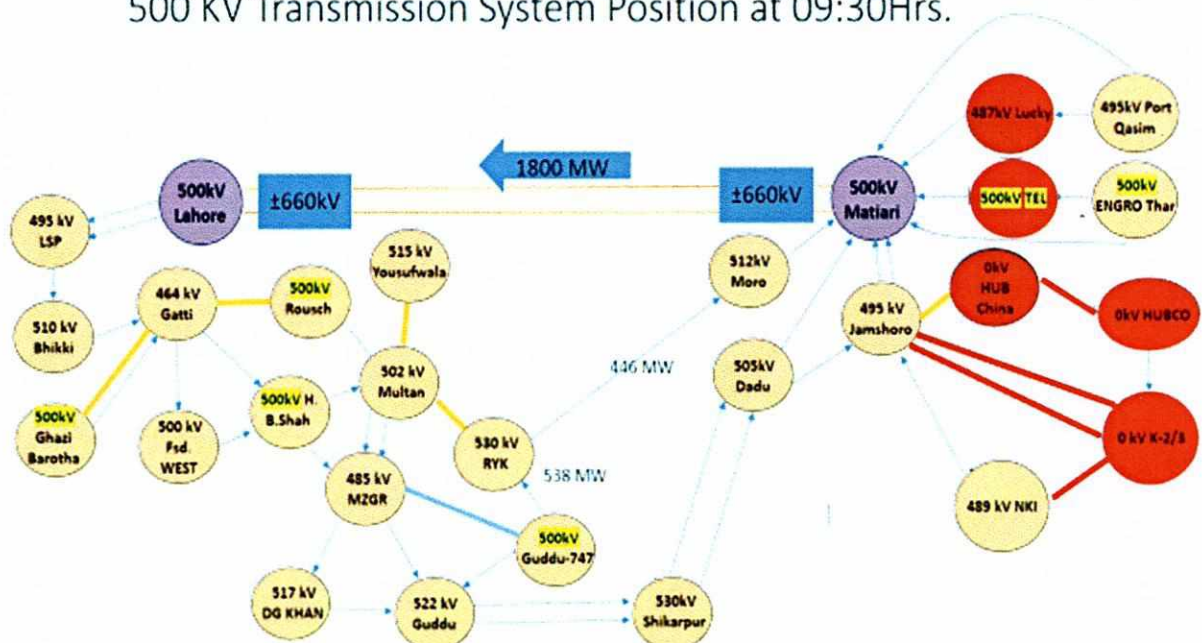 500 KV Transmission System Position at 09:30Hrs.
487kV Lucky
495kV Port
Qasim
1800 MW
500kV
Lahore
±660kV
±660kV
500kV
Matiari
500kV TEL
500kV
ENGRO Thar
495 kV
LSP
515 kV
Yousufwala
512kV
Moro
0kV
HUB
China
0kV HUBCO
464 kV
Gatti
500kV
Rousch
495 kV
Jamshoro
510 kV
Bhikki
502 kV
Multan
446 MW
505kV
Dadu
500kV
Ghazi
Barotha
500 kV
Fsd.
WEST
500kV H.
B.Shah
530 kV
RYK
0 kV K-2/3
485 kV
MZGR
538 MW
489 kV NKI
500kV
Guddu-747
517 kV
DG KHAN
522 kV
Guddu
530kV
Shikarpur